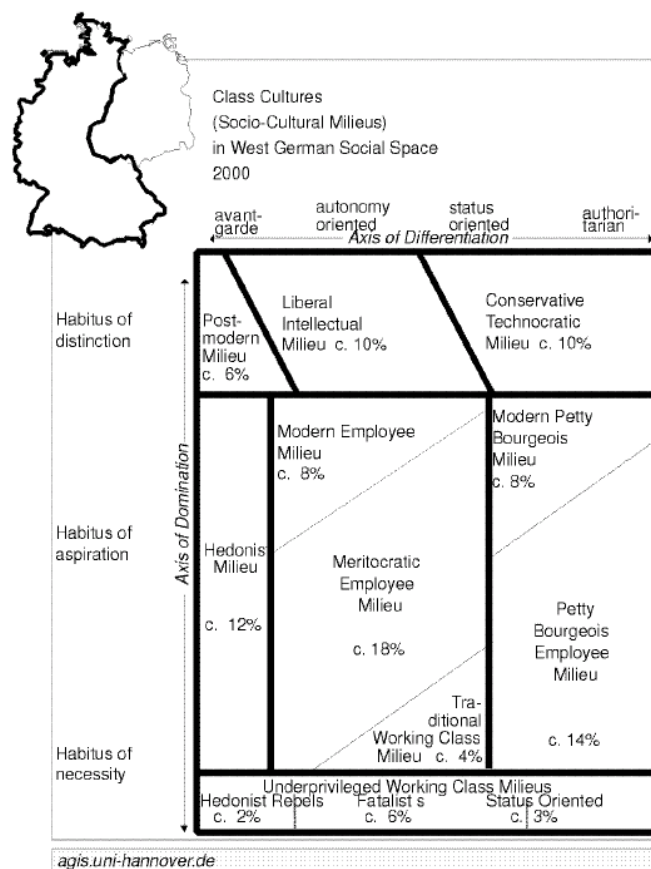 Class Cultures
(Socio-Cultural Milieus)
in West German Social Space
2000
avant-
garde
autonomy
oriented
status
oriented
authori-
tarian
Axis of Differentiation
Axis of Domination
Habitus of
distinction
Post-
modern
Milieu
c. 6%
Liberal
Intellectual
Milieu c. 10%
Conservative
Technocratic
Milieu c. 10%
Habitus of
aspiration
Hedonist
Milieu
c. 12%
Modern Employee
Milieu
c. 8%
Modern Petty
Bourgeois
Milieu
c. 8%
Meritocratic
Employee
Milieu
c. 18%
Petty
Bourgeois
Employee
Milieu
c. 14%
Tra-
ditional
Working Class
Milieu c. 4%
Habitus of
necessity
Underprivileged Working Class Milieus
Hedonist Rebels
c. 2%
Fatalist s
c. 6%
Status Oriented
c. 3%
agis.uni-hannover.de